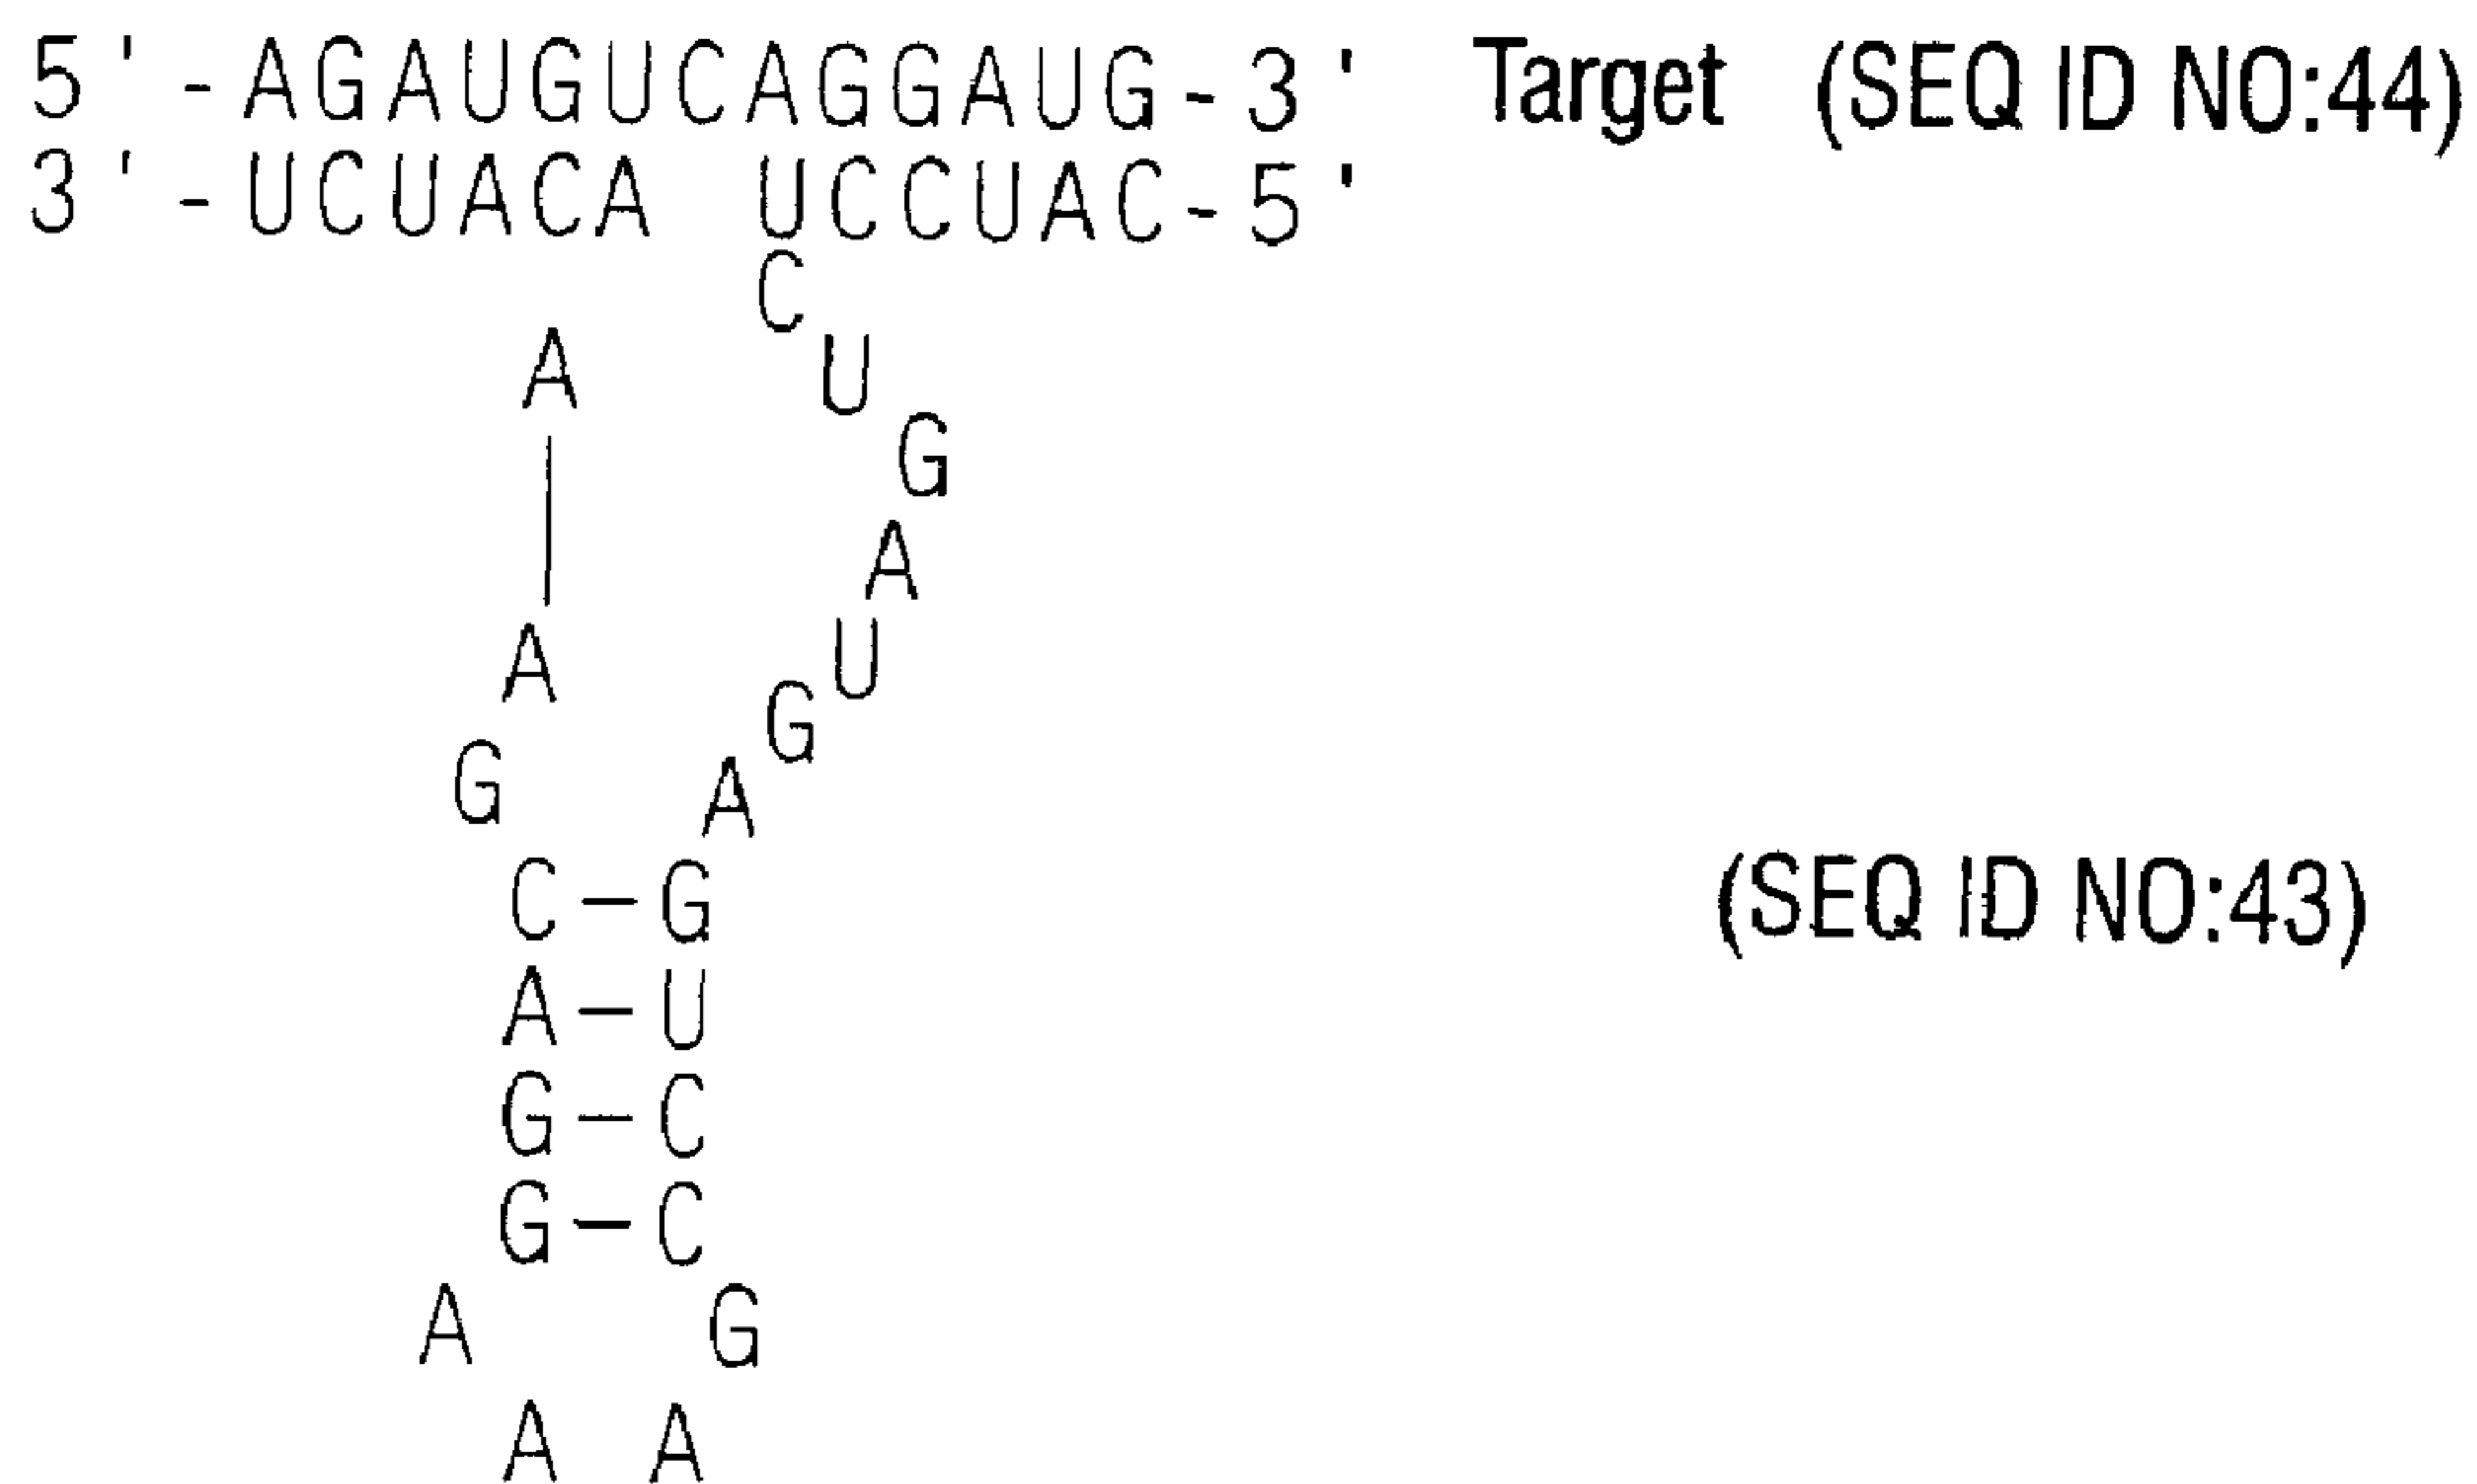 5'-AGAUGUCAGGAUG-3' Target (SEQ ID NO:44)
3'-UCUACA UCCUAC-5'
C
A U
G
A
A U
G
G A
C-G (SEQ ID NO:43)
A-U
G-C
G-C
A G
A A